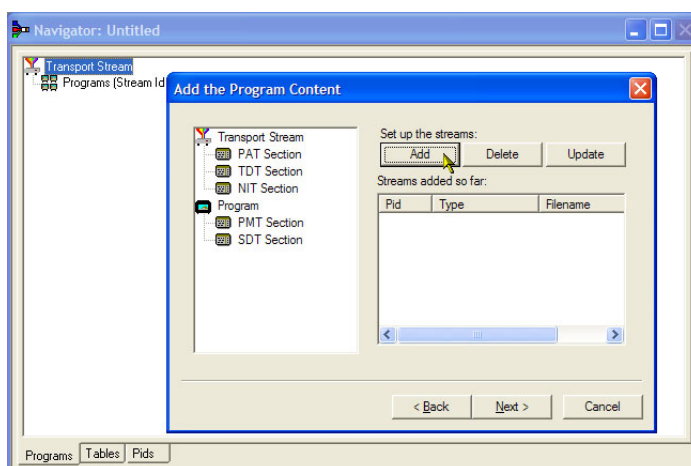 Navigator: Untitled
Transport Stream
Programs (Stream Id
Add the Program Content
Transport Stream
PAT Section
TDT Section
NIT Section
Program
PMT Section
SDT Section
Set up the streams:
Add Delete Update
Streams added so far:
Pid Type Filename
< Back Next > Cancel
Programs Tables Pids